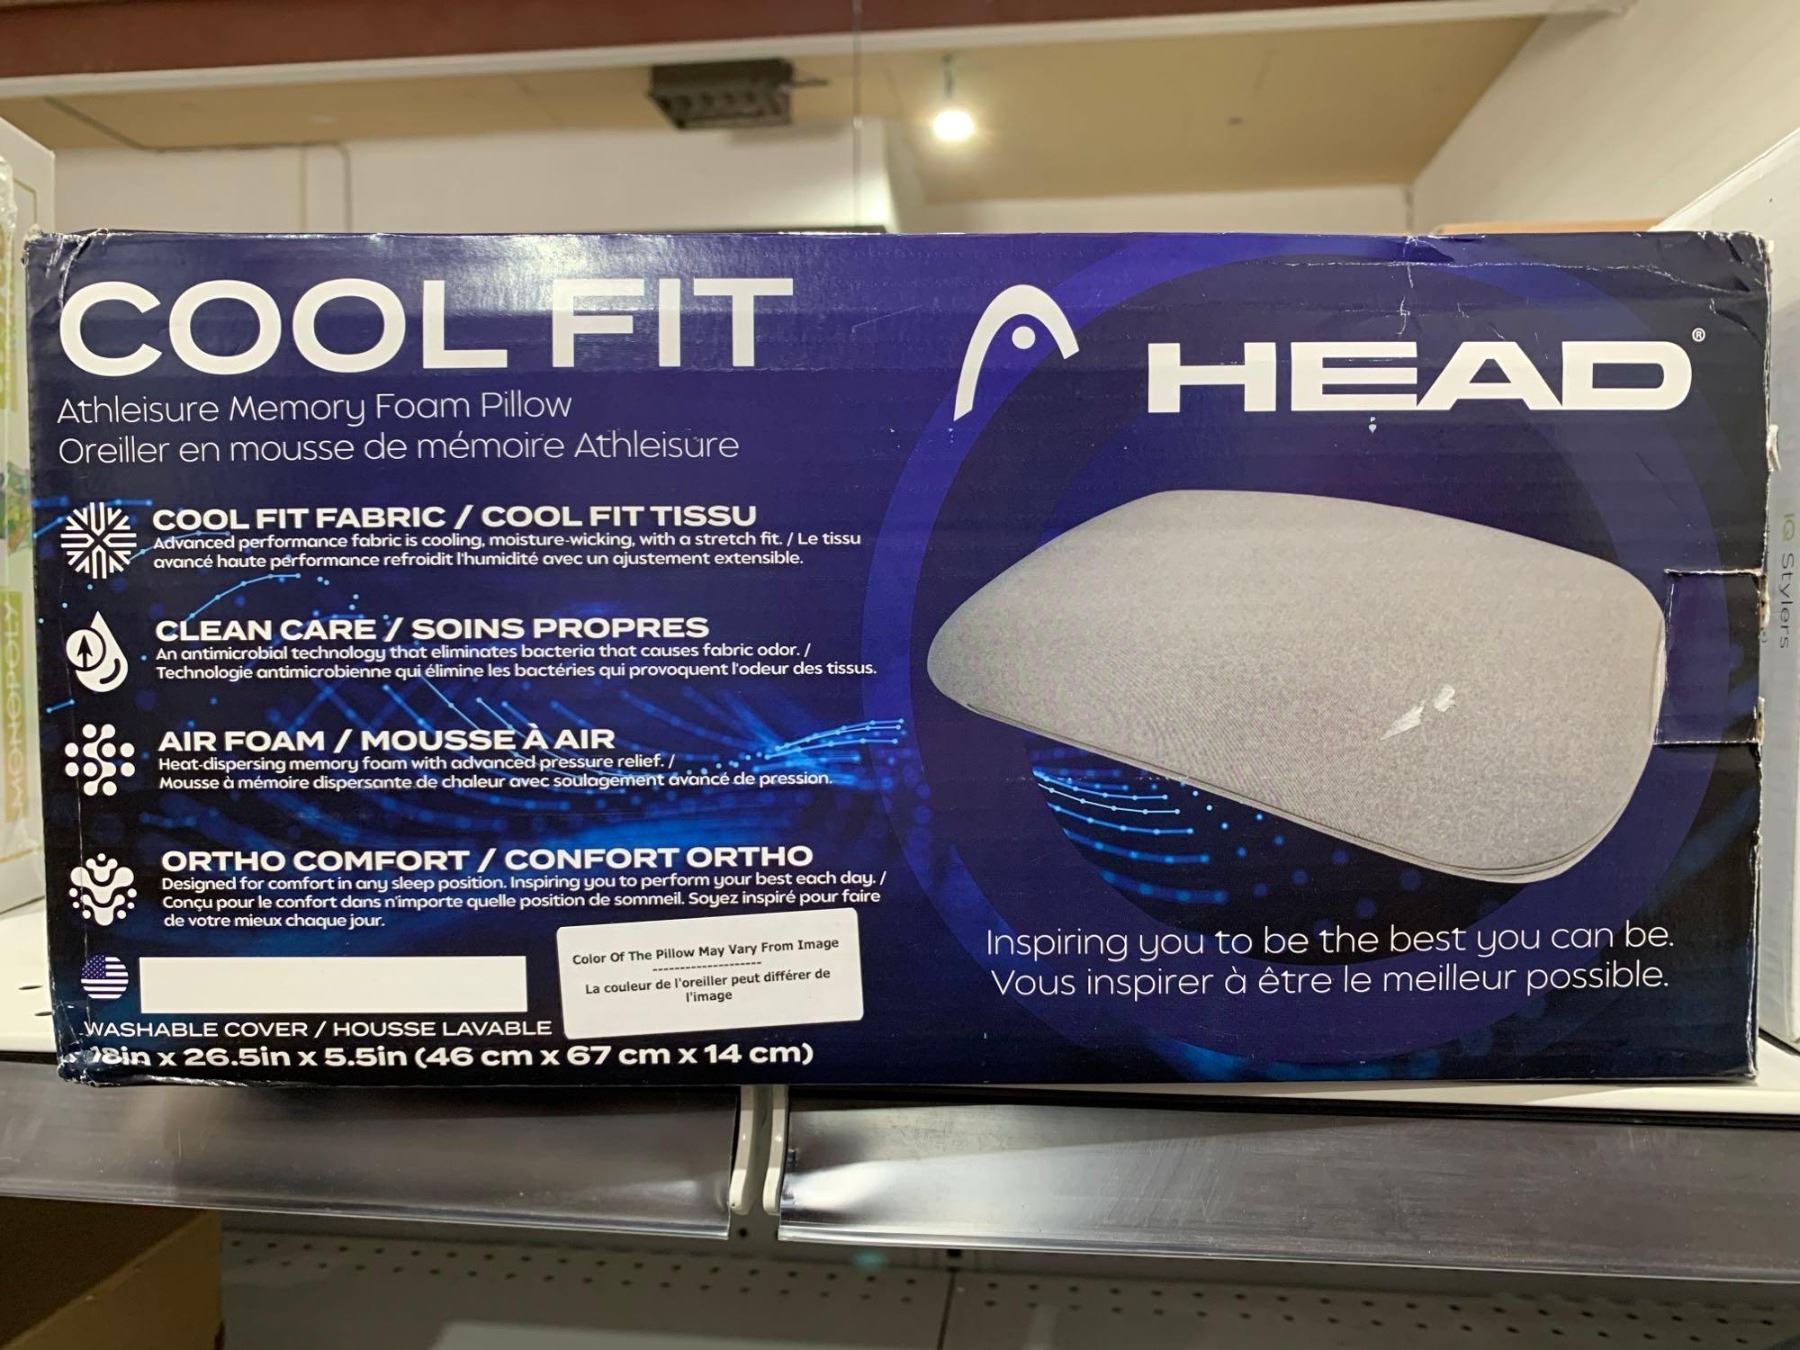 COOL FIT
Athleisure Memory Foam Pillow
Oreiller en mousse de mémoire Athleisure
COOL FIT FABRIC / COOL FIT TISSU
Advanced performance fabric is cooling, moisture-wicking, with a stretch fit. / Le tissu
avancé haute performance refroidit l'humidité avec un ajustement extensible.
CLEAN CARE / SOINS PROPRES
An antimicrobial technology that eliminates bacteria that causes fabric odor. /
Technologie antimicrobienne qui élimine les bactéries qui provoquent l'odeur des tissus.
AIR FOAM / MOUSSE À AIR
Heat-dispersing memory foam with advanced pressure relief. /
Mousse à mémoire dispersante de chaleur avec soulagement avancé de pression.
ORTHO COMFORT / CONFORT ORTHO
Designed for comfort in any sleep position. Inspiring you to perform your best each day. /
Conçu pour le confort dans n'importe quelle position de sommeil. Soyez inspiré pour faire
de votre mieux chaque jour.
Color Of The Pillow May Vary From Image
--------------------
La couleur de l'oreiller peut différer de
l'image
WASHABLE COVER / HOUSSE LAVABLE
18in x 26.5in x 5.5in (46 cm x 67 cm x 14 cm)
HEAD®
Inspiring you to be the best you can be.
Vous inspirer à être le meilleur possible.
MONOPOLY
IQ Stylers